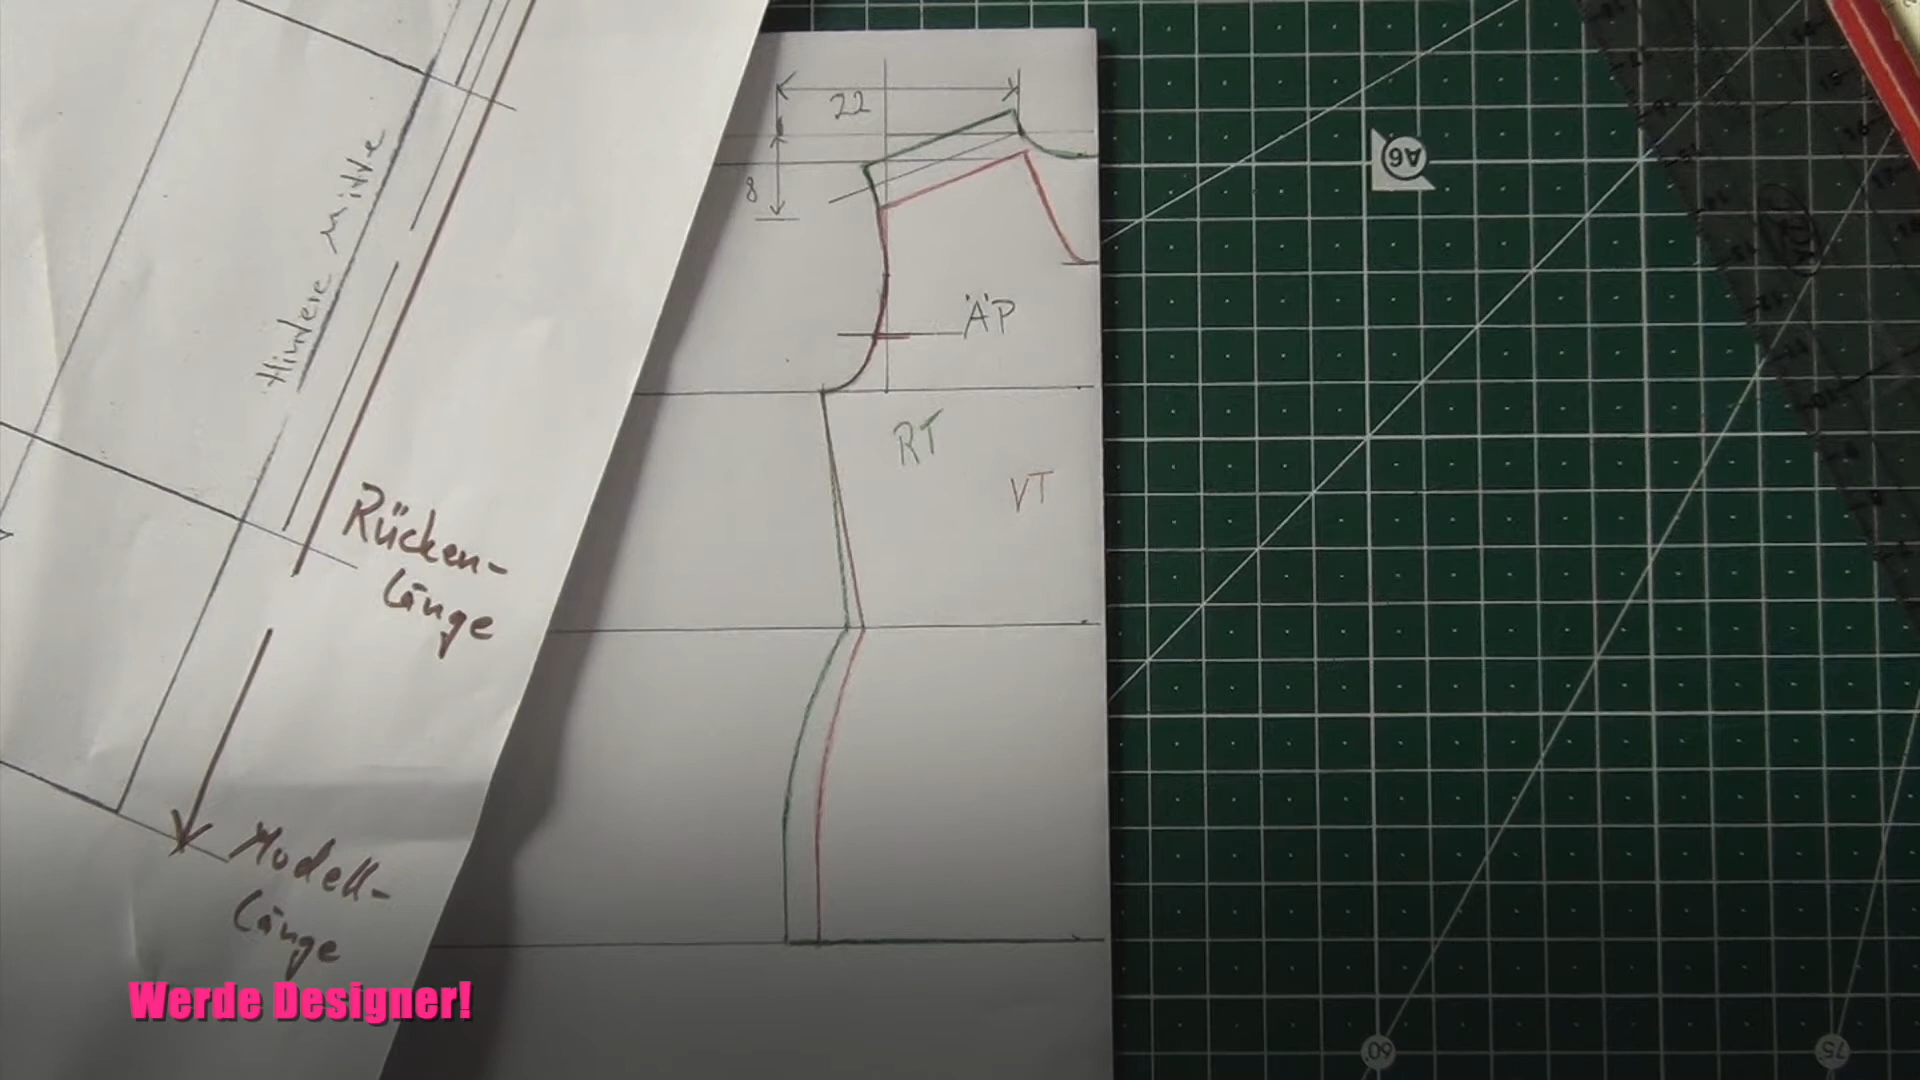 Hintere Mitte
Rücken-
länge
Modell-
länge
22
8
ÄP
RT
VT
A6
60
75
Werde Designer!